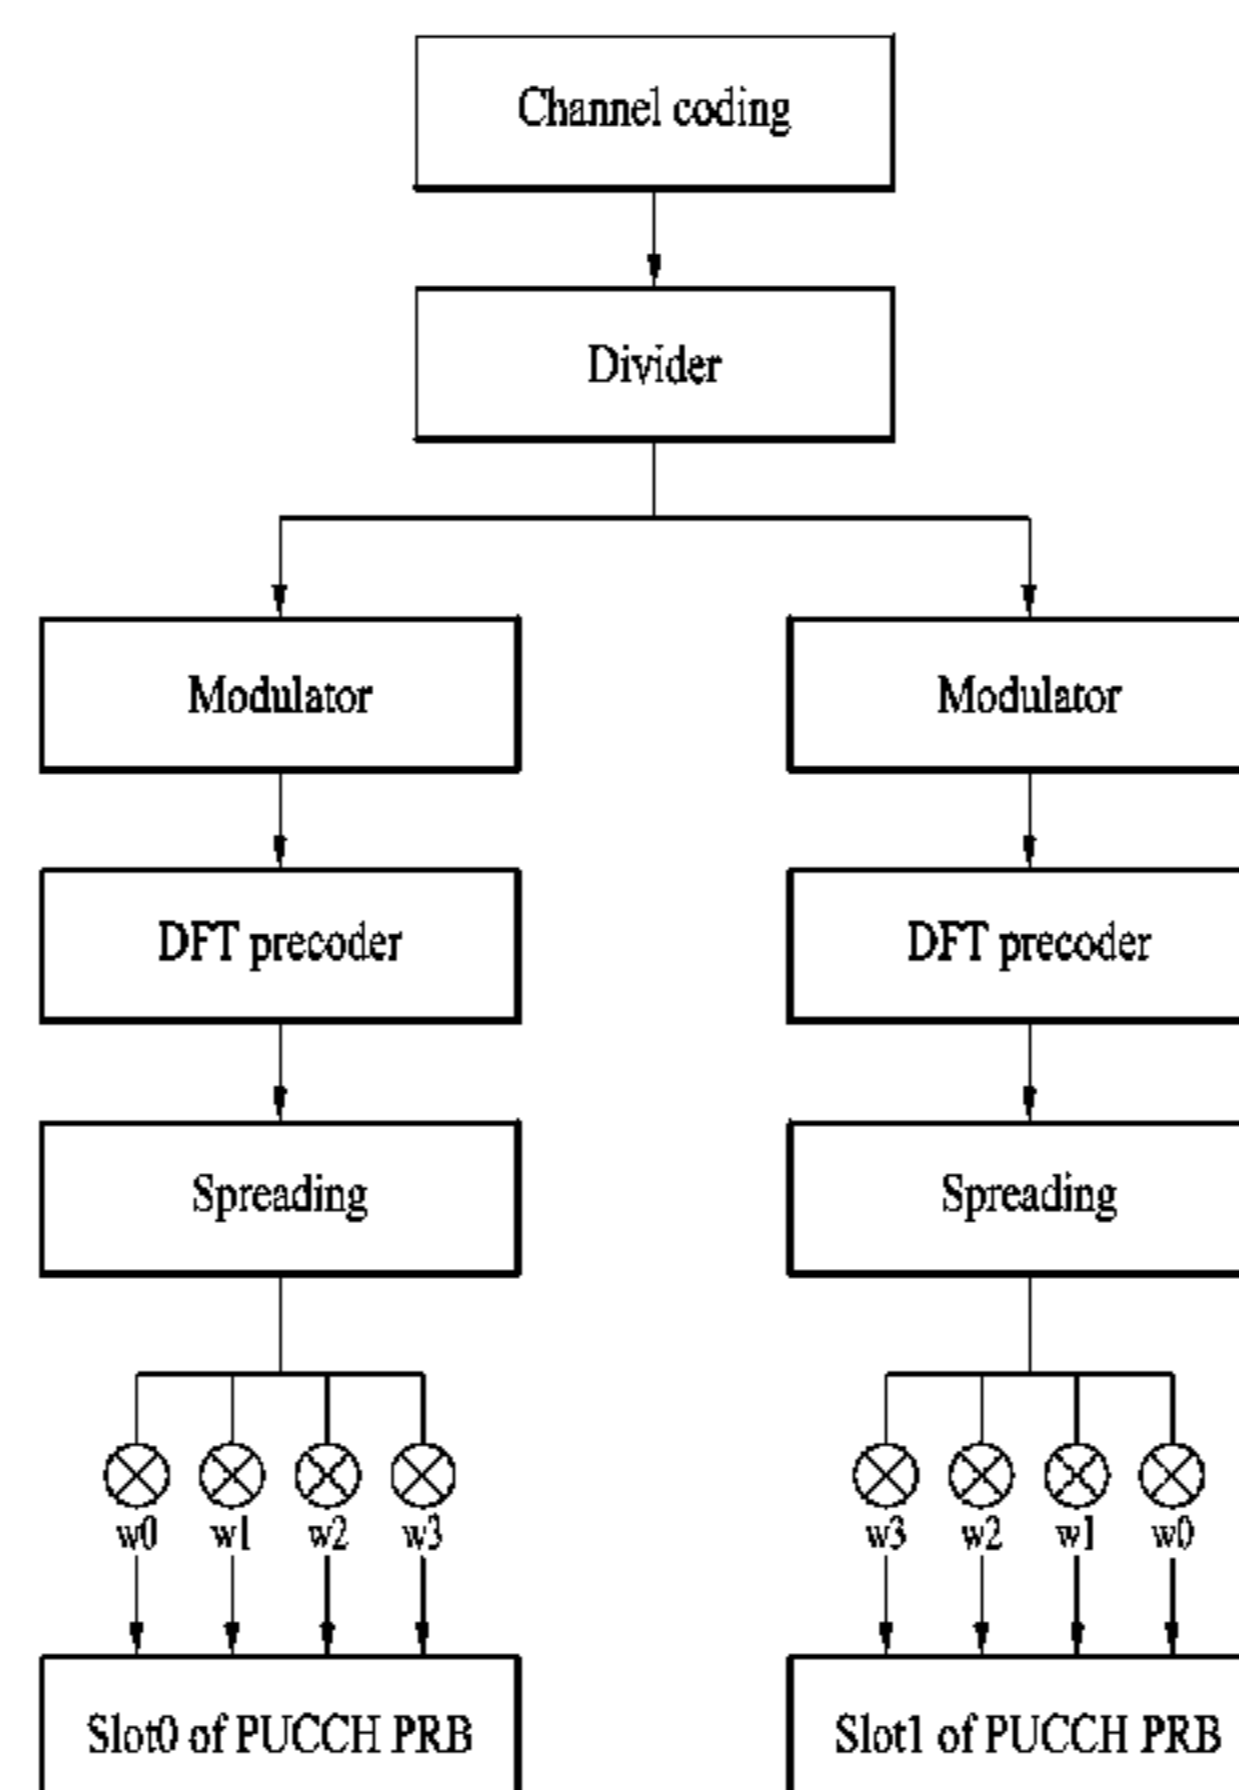 Channel coding
Divider
Modulator
Modulator
DFT precoder
DFT precoder
Spreading
Spreading
w0 w1 w2 w3
w3 w2 w1 w0
Slot0 of PUCCH PRB
Slot1 of PUCCH PRB